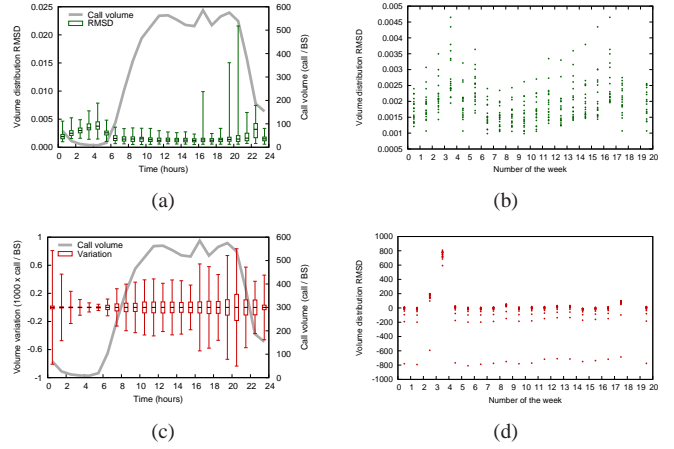 Volume distribution RMSD
0.025
0.020
0.015
0.010
0.005
0.000
Call volume
RMSD
600
500
400
300
200
100
0
Call volume (call / BS)
0 2 4 6 8 10 12 14 16 18 20 22 24
Time (hours)
(a)
Volume distribution RMSD
0.005
0.0045
0.004
0.0035
0.003
0.0025
0.002
0.0015
0.001
0.0005
0 1 2 3 4 5 6 7 8 9 10 11 12 13 14 15 16 17 18 19 20
Number of the week
(b)
Volume variation (1000 x call / BS)
1
0.6
0.2
-0.2
-0.6
-1
Call volume
Variation
600
500
400
300
200
100
0
Call volume (call / BS)
0 2 4 6 8 10 12 14 16 18 20 22 24
Time (hours)
(c)
Volume distribution RMSD
800
600
400
200
0
-200
-400
-600
-800
-1000
0 1 2 3 4 5 6 7 8 9 10 11 12 13 14 15 16 17 18 19 20
Number of the week
(d)